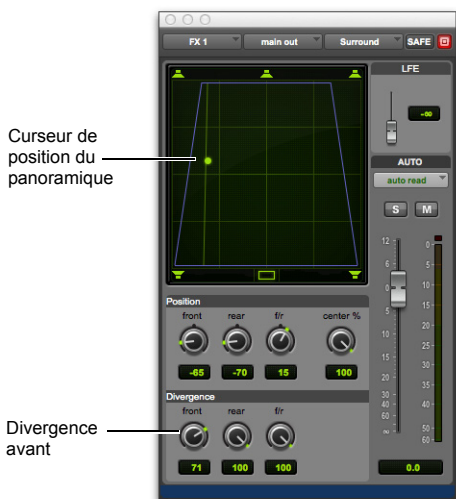 FX 1 main out Surround SAFE
LFE
-∞
Curseur de
position du
panoramique
AUTO
auto read
S M
12
6
0
5
10
15
20
30
40
60
∞
0
5
10
15
20
25
30
35
40
50
60
Position
front rear f/r center %
-65 -70 15 100
Divergence
front rear f/r
Divergence
avant
71 100 100
0.0